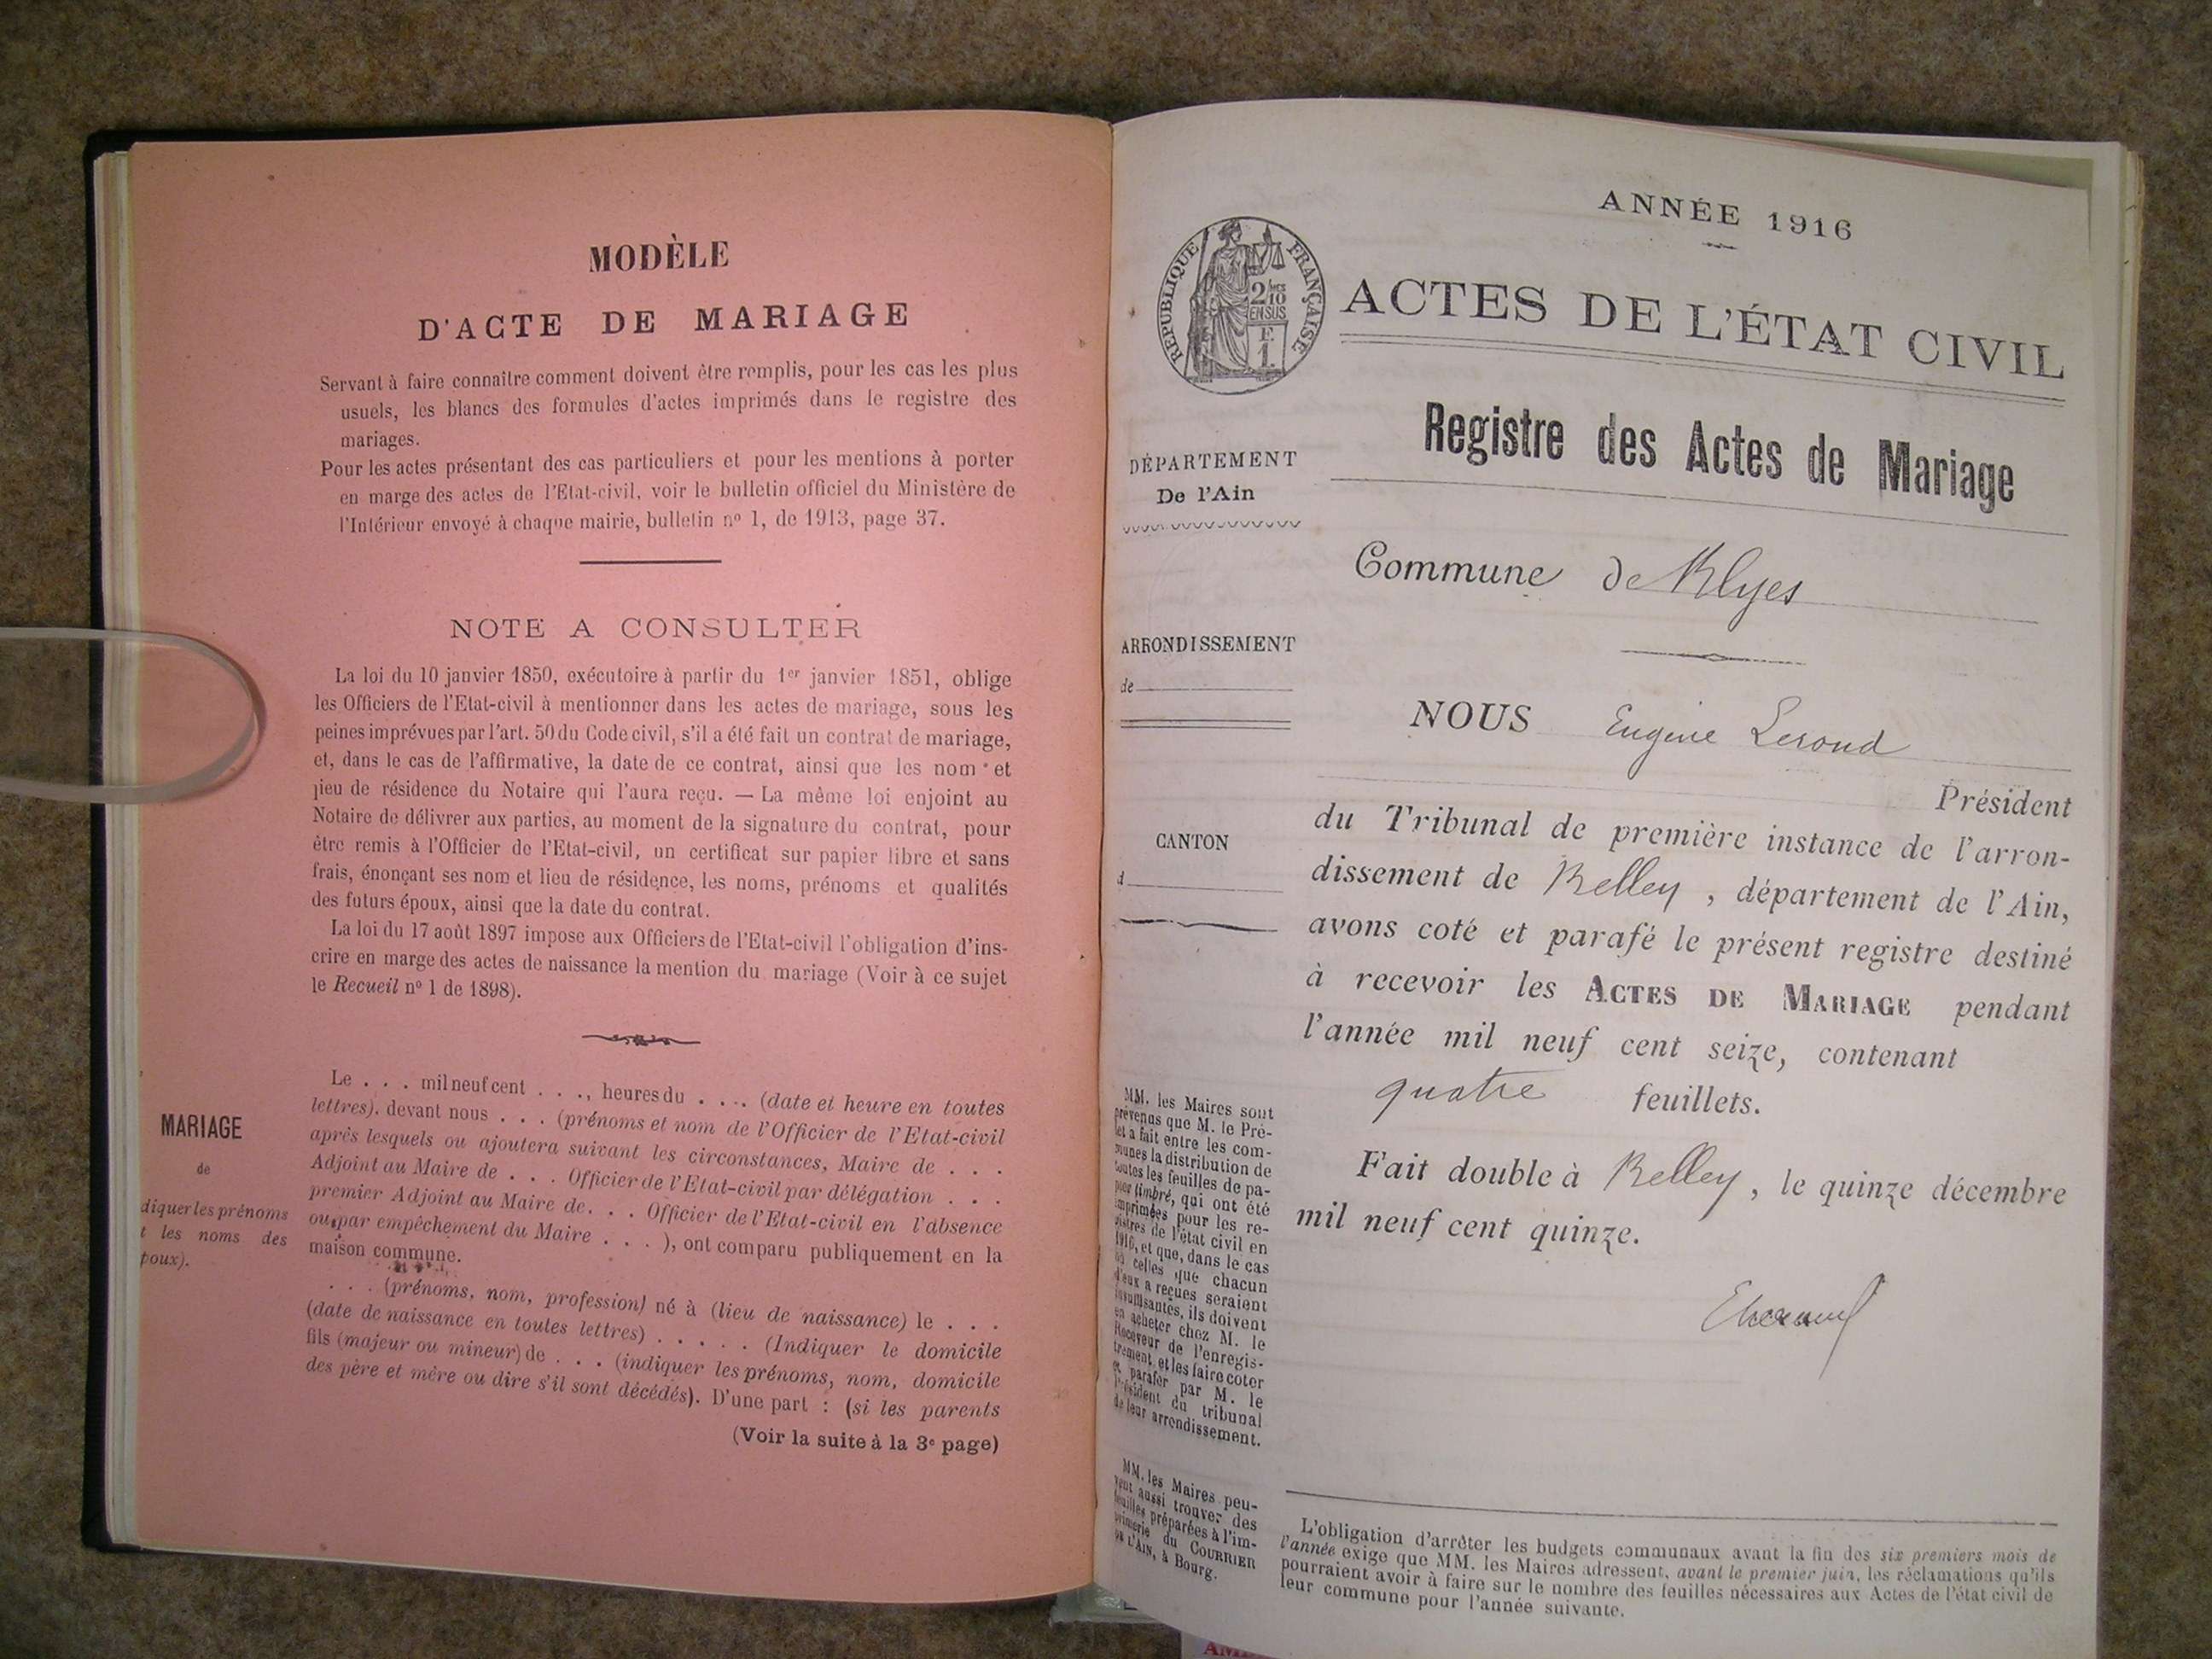 MODÈLE
D'ACTE DE MARIAGE
Servant à faire connaître comment doivent être remplis, pour les cas les plus
usuels, les blancs des formules d'actes imprimés dans le registre des
mariages.
Pour les actes présentant des cas particuliers et pour les mentions à porter
en marge des actes de l'Etat-civil, voir le bulletin officiel du Ministère de
l'Intérieur envoyé à chaque mairie, bulletin nº 1, de 1913, page 37.
NOTE A CONSULTER
La loi du 10 janvier 1850, exécutoire à partir du 1er janvier 1851, oblige
les Officiers de l'Etat-civil à mentionner dans les actes de mariage, sous les
peines imprévues par l'art. 50 du Code civil, s'il a été fait un contrat de mariage,
et, dans le cas de l'affirmative, la date de ce contrat, ainsi que les nom et
lieu de résidence du Notaire qui l'aura reçu. — La même loi enjoint au
Notaire de délivrer aux parties, au moment de la signature du contrat, pour
être remis à l'Officier de l'Etat-civil, un certificat sur papier libre et sans
frais, énonçant ses nom et lieu de résidence, les noms, prénoms et qualités
des futurs époux, ainsi que la date du contrat.
La loi du 17 août 1897 impose aux Officiers de l'Etat-civil l'obligation d'ins-
crire en marge des actes de naissance la mention du mariage (Voir à ce sujet
le Recueil nº 1 de 1898).
MARIAGE
de
diquer les prénoms
t les noms des
poux).
Le . . . mil neuf cent . . ., heures du . . . (date et heure en toutes
lettres), devant nous . . . (prénoms et nom de l'Officier de l'Etat-civil
après lesquels ou ajoutera suivant les circonstances, Maire de . . .
Adjoint au Maire de . . . Officier de l'Etat-civil par délégation . . .
premier Adjoint au Maire de. . . Officier de l'Etat-civil en l'absence
ou par empêchement du Maire . . . ), ont comparu publiquement en la
maison commune.
. . . (prénoms, nom, profession) né à (lieu de naissance) le . . .
(date de naissance en toutes lettres) . . . . . (Indiquer le domicile
fils (majeur ou mineur) de . . . (indiquer les prénoms, nom, domicile
des père et mère ou dire s'il sont décédés). D'une part : (si les parents
(Voir la suite à la 3e page)
ANNÉE 1916
RÉPUBLIQUE FRANÇAISE
2/10
EN SUS
F.
1
ACTES DE L'ÉTAT CIVIL
Registre des Actes de Mariage
DÉPARTEMENT
De l'Ain
Commune de Blyes
ARRONDISSEMENT
de
NOUS Eugène Leroud
Président
CANTON
d
du Tribunal de première instance de l'arron-
dissement de Belley, département de l'Ain,
avons coté et parafé le présent registre destiné
à recevoir les ACTES DE MARIAGE pendant
l'année mil neuf cent seize, contenant
quatre feuillets.
Fait double à Belley, le quinze décembre
mil neuf cent quinze.
MM. les Maires sont
prévenus que M. le Pré-
fet a fait entre les com-
munes la distribution de
toutes les feuilles de pa-
pier timbré, qui ont été
imprimées pour les re-
gistres de l'état civil en
1916, et que, dans le cas
où celles que chacun
d'eux a reçues seraient
insuffisantes, ils doivent
en acheter chez M. le
Receveur de l'enregis-
trement, et les faire coter
et parafer par M. le
Président du tribunal
de leur arrondissement.
MM. les Maires peu-
vent aussi trouver des
feuilles préparées à l'im-
primerie du COURRIER
DE L'AIN, à Bourg.
L'obligation d'arrêter les budgets communaux avant la fin des six premiers mois de
l'année exige que MM. les Maires adressent, avant le premier juin, les réclamations qu'ils
pourraient avoir à faire sur le nombre des feuilles nécessaires aux Actes de l'état civil de
leur commune pour l'année suivante.